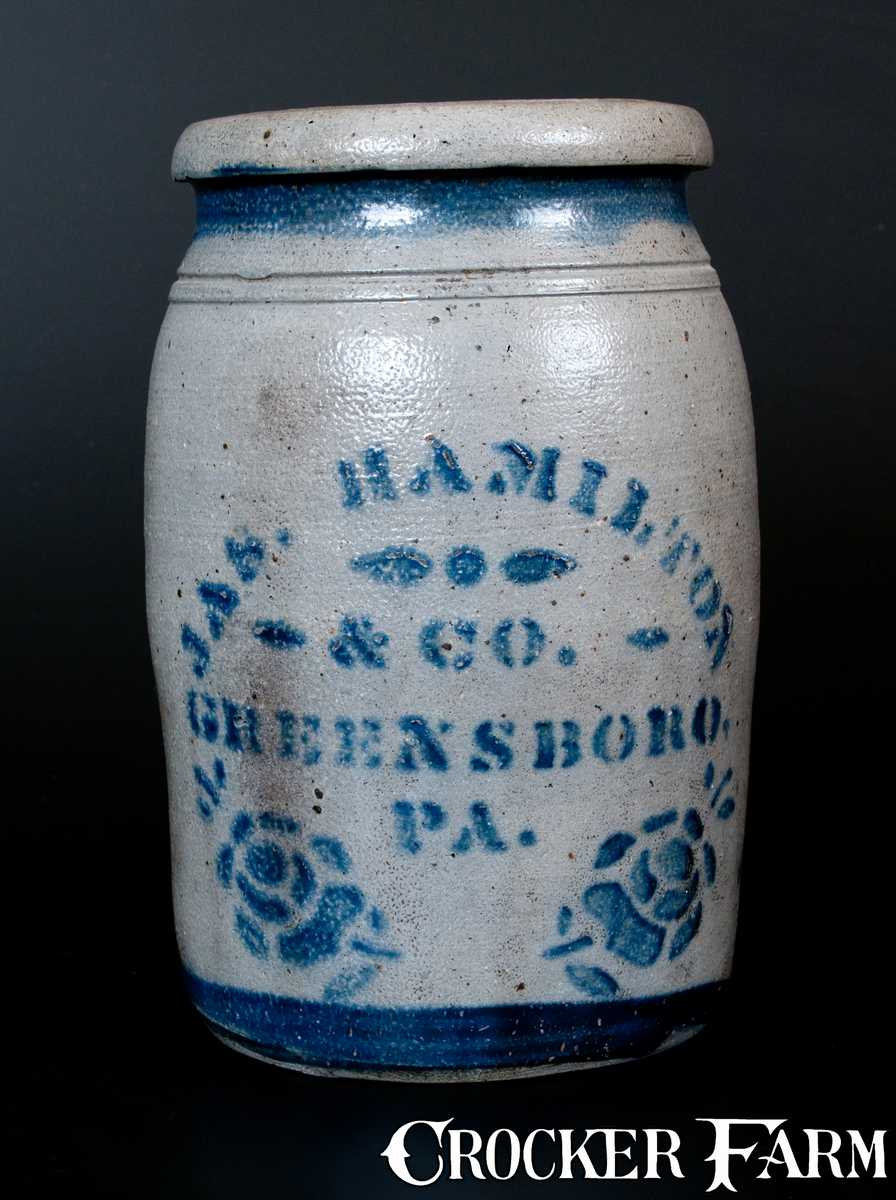 JAS. HAMILTON
& CO.
GREENSBORO,
PA.
CROCKER FARM